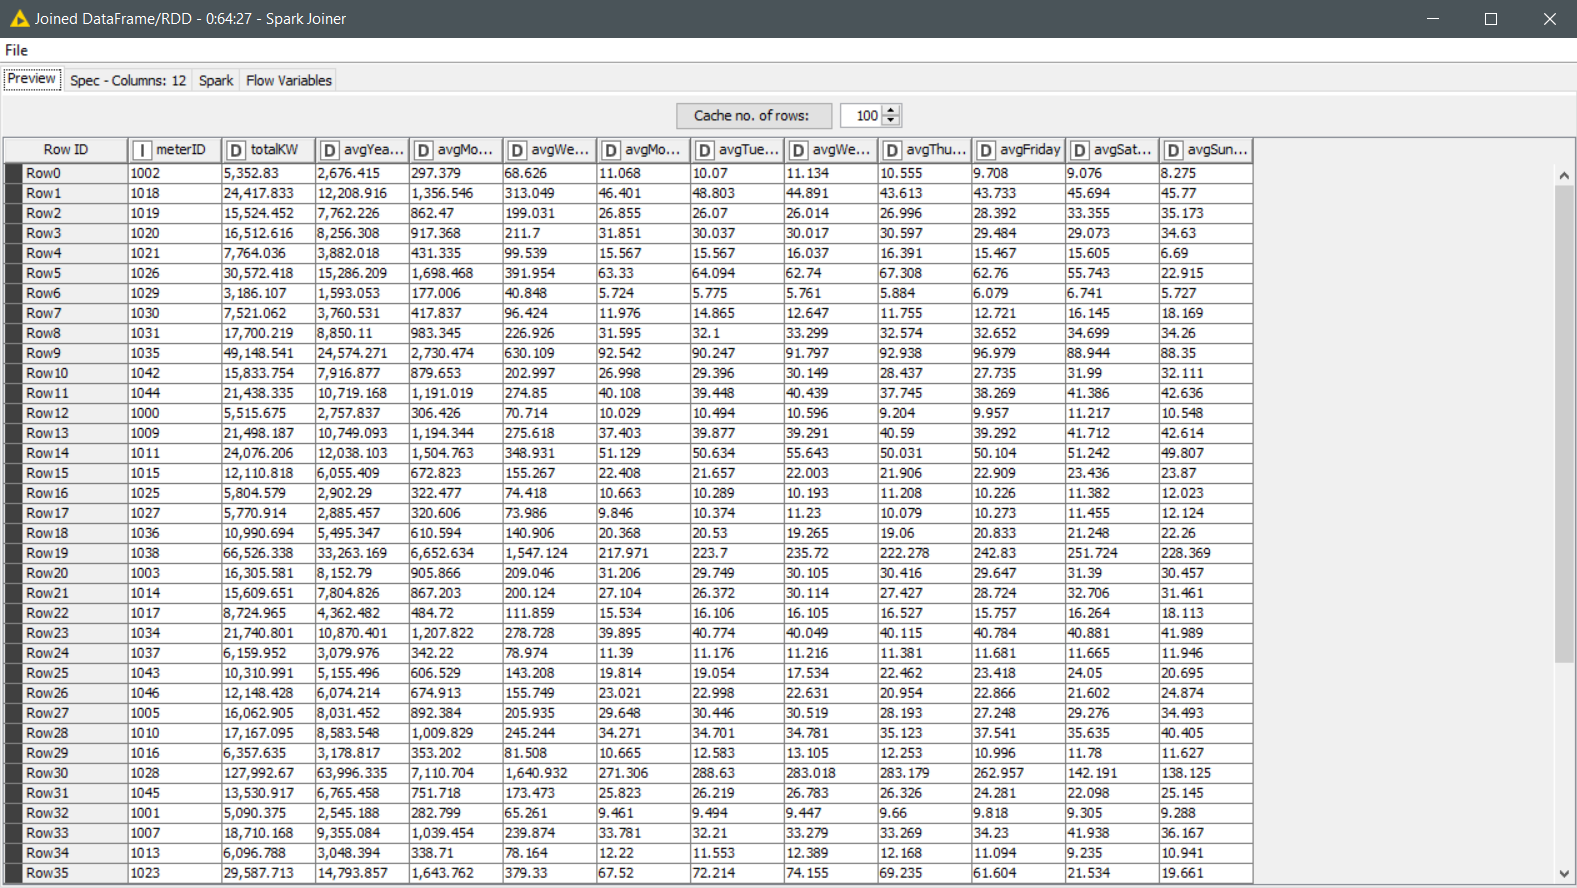 Joined DataFrame/RDD - 0:64:27 - Spark Joiner
File
Preview Spec - Columns: 12 Spark Flow Variables
Cache no. of rows: 100
Row ID I meterID D totalKW D avgYea... D avgMo... D avgWe... D avgMo... D avgTue... D avgWe... D avgThu... D avgFriday D avgSat... D avgSun...
Row0 1002 5,352.83 2,676.415 297.379 68.626 11.068 10.07 11.134 10.555 9.708 9.076 8.275
Row1 1018 24,417.833 12,208.916 1,356.546 313.049 46.401 48.803 44.891 43.613 43.733 45.694 45.77
Row2 1019 15,524.452 7,762.226 862.47 199.031 26.855 26.07 26.014 26.996 28.392 33.355 35.173
Row3 1020 16,512.616 8,256.308 917.368 211.7 31.851 30.037 30.017 30.597 29.484 29.073 34.63
Row4 1021 7,764.036 3,882.018 431.335 99.539 15.567 15.567 16.037 16.391 15.467 15.605 6.69
Row5 1026 30,572.418 15,286.209 1,698.468 391.954 63.33 64.094 62.74 67.308 62.76 55.743 22.915
Row6 1029 3,186.107 1,593.053 177.006 40.848 5.724 5.775 5.761 5.884 6.079 6.741 5.727
Row7 1030 7,521.062 3,760.531 417.837 96.424 11.976 14.865 12.647 11.755 12.721 16.145 18.169
Row8 1031 17,700.219 8,850.11 983.345 226.926 31.595 32.1 33.299 32.574 32.652 34.699 34.26
Row9 1035 49,148.541 24,574.271 2,730.474 630.109 92.542 90.247 91.797 92.938 96.979 88.944 88.35
Row10 1042 15,833.754 7,916.877 879.653 202.997 26.998 29.396 30.149 28.437 27.735 31.99 32.111
Row11 1044 21,438.335 10,719.168 1,191.019 274.85 40.108 39.448 40.439 37.745 38.269 41.386 42.636
Row12 1000 5,515.675 2,757.837 306.426 70.714 10.029 10.494 10.596 9.204 9.957 11.217 10.548
Row13 1009 21,498.187 10,749.093 1,194.344 275.618 37.403 39.877 39.291 40.59 39.292 41.712 42.614
Row14 1011 24,076.206 12,038.103 1,504.763 348.931 51.129 50.634 55.643 50.031 50.104 51.242 49.807
Row15 1015 12,110.818 6,055.409 672.823 155.267 22.408 21.657 22.003 21.906 22.909 23.436 23.87
Row16 1025 5,804.579 2,902.29 322.477 74.418 10.663 10.289 10.193 11.208 10.226 11.382 12.023
Row17 1027 5,770.914 2,885.457 320.606 73.986 9.846 10.374 11.23 10.079 10.273 11.455 12.124
Row18 1036 10,990.694 5,495.347 610.594 140.906 20.368 20.53 19.265 19.06 20.833 21.248 22.26
Row19 1038 66,526.338 33,263.169 6,652.634 1,547.124 217.971 223.7 235.72 222.278 242.83 251.724 228.369
Row20 1003 16,305.581 8,152.79 905.866 209.046 31.206 29.749 30.105 30.416 29.647 31.39 30.457
Row21 1014 15,609.651 7,804.826 867.203 200.124 27.104 26.372 30.114 27.427 28.724 32.706 31.461
Row22 1017 8,724.965 4,362.482 484.72 111.859 15.534 16.106 16.105 16.527 15.757 16.264 18.113
Row23 1034 21,740.801 10,870.401 1,207.822 278.728 39.895 40.774 40.049 40.115 40.784 40.881 41.989
Row24 1037 6,159.952 3,079.976 342.22 78.974 11.39 11.176 11.216 11.381 11.681 11.665 11.946
Row25 1043 10,310.991 5,155.496 606.529 143.208 19.814 19.054 17.534 22.462 23.418 24.05 20.695
Row26 1046 12,148.428 6,074.214 674.913 155.749 23.021 22.998 22.631 20.954 22.866 21.602 24.874
Row27 1005 16,062.905 8,031.452 892.384 205.935 29.648 30.446 30.519 28.193 27.248 29.276 34.493
Row28 1010 17,167.095 8,583.548 1,009.829 245.244 34.271 34.701 34.781 35.123 37.541 35.635 40.405
Row29 1016 6,357.635 3,178.817 353.202 81.508 10.665 12.583 13.105 12.253 10.996 11.78 11.627
Row30 1028 127,992.67 63,996.335 7,110.704 1,640.932 271.306 288.63 283.018 283.179 262.957 142.191 138.125
Row31 1045 13,530.917 6,765.458 751.718 173.473 25.823 26.219 26.783 26.326 24.281 22.098 25.145
Row32 1001 5,090.375 2,545.188 282.799 65.261 9.461 9.494 9.447 9.66 9.818 9.305 9.288
Row33 1007 18,710.168 9,355.084 1,039.454 239.874 33.781 32.21 33.279 33.269 34.23 41.938 36.167
Row34 1013 6,096.788 3,048.394 338.71 78.164 12.22 11.553 12.389 12.168 11.094 9.235 10.941
Row35 1023 29,587.713 14,793.857 1,643.762 379.33 67.52 72.214 74.155 69.235 61.604 21.534 19.661